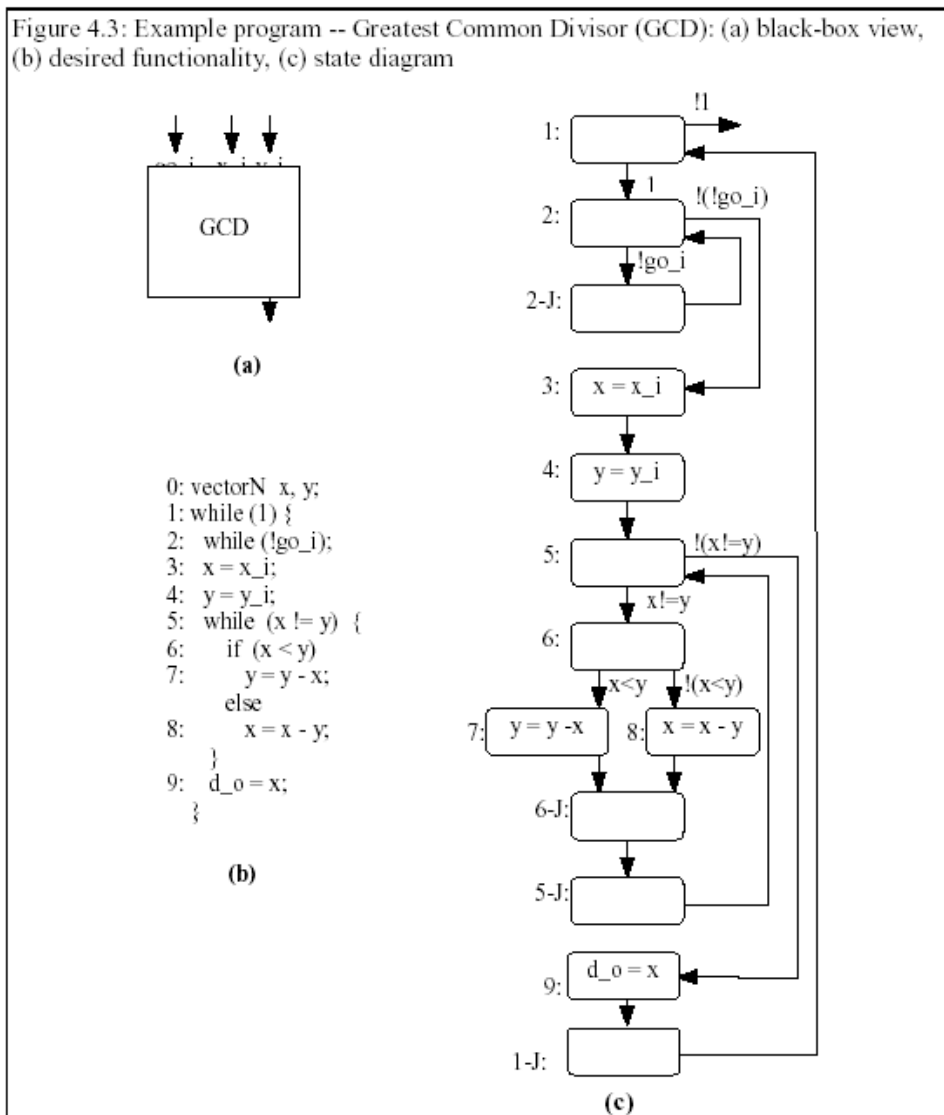 Figure 4.3: Example program -- Greatest Common Divisor (GCD): (a) black-box view,
(b) desired functionality, (c) state diagram
GCD
(a)
0: vectorN x, y;
1: while (1) {
2: while (!go_i);
3: x = x_i;
4: y = y_i;
5: while (x != y) {
6: if (x < y)
7: y = y - x;
else
8: x = x - y;
}
9: d_o = x;
}
(b)
!1
1:
1
!(!go_i)
2:
!go_i
2-J:
3: x = x_i
4: y = y_i
5:
!(x!=y)
x!=y
6:
x<y !(x<y)
7: y = y -x 8: x = x - y
6-J:
5-J:
9: d_o = x
1-J:
(c)